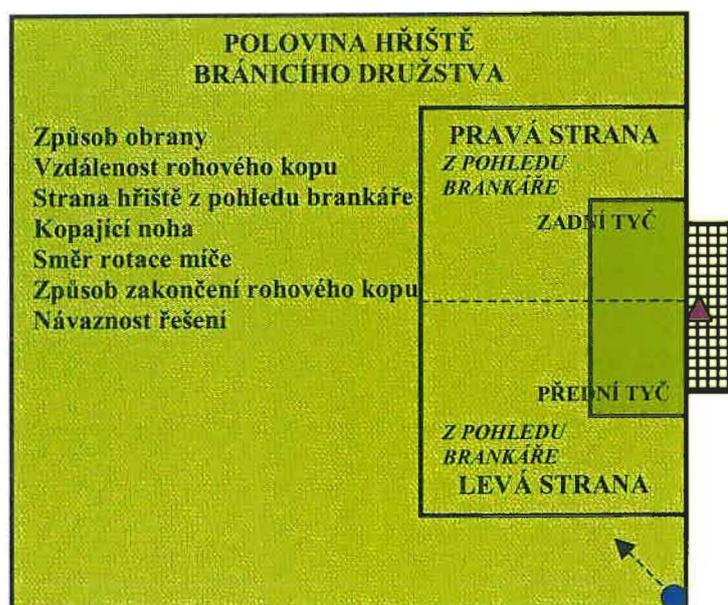 POLOVINA HŘIŠTĚ
BRÁNICÍHO DRUŽSTVA
Způsob obrany
Vzdálenost rohového kopu
Strana hřiště z pohledu brankáře
Kopající noha
Směr rotace míče
Způsob zakončení rohového kopu
Návaznost řešení
PRAVÁ STRANA
Z POHLEDU
BRANKÁŘE
ZADNÍ TYČ
PŘEDNÍ TYČ
Z POHLEDU
BRANKÁŘE
LEVÁ STRANA